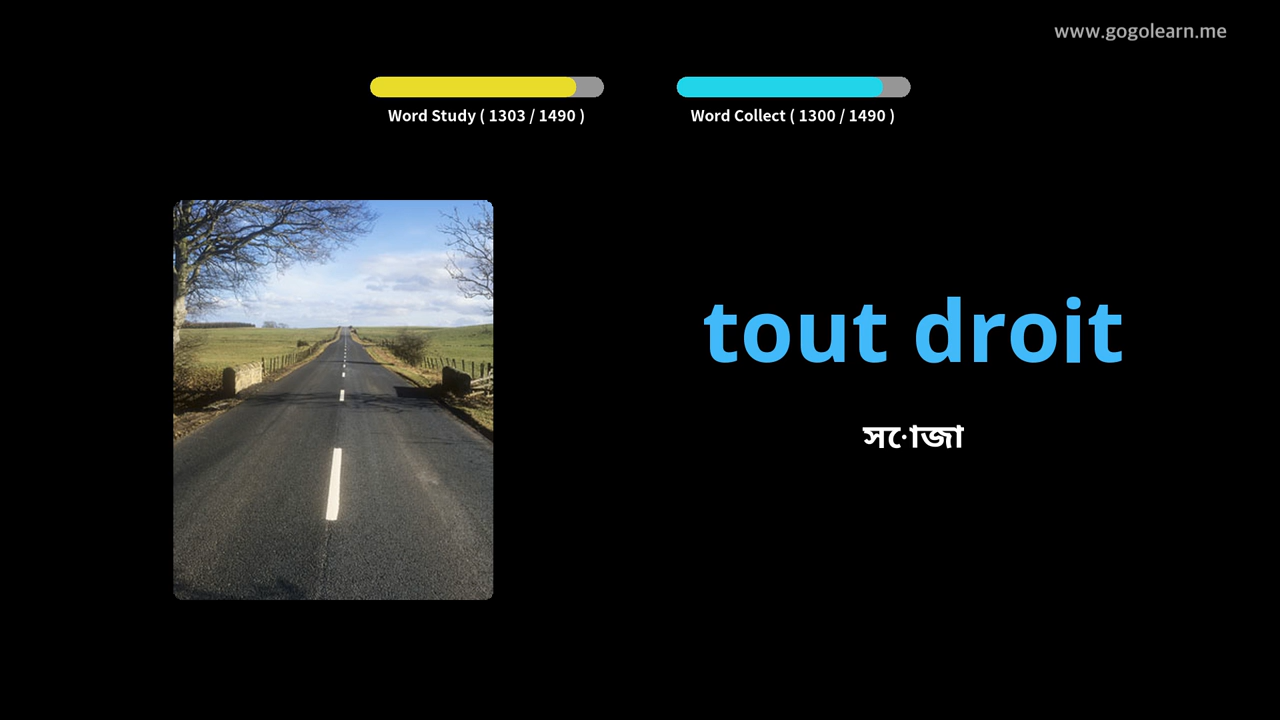 www.gogolearn.me
Word Study ( 1303 / 1490 )
Word Collect ( 1300 / 1490 )
tout droit
সোজা